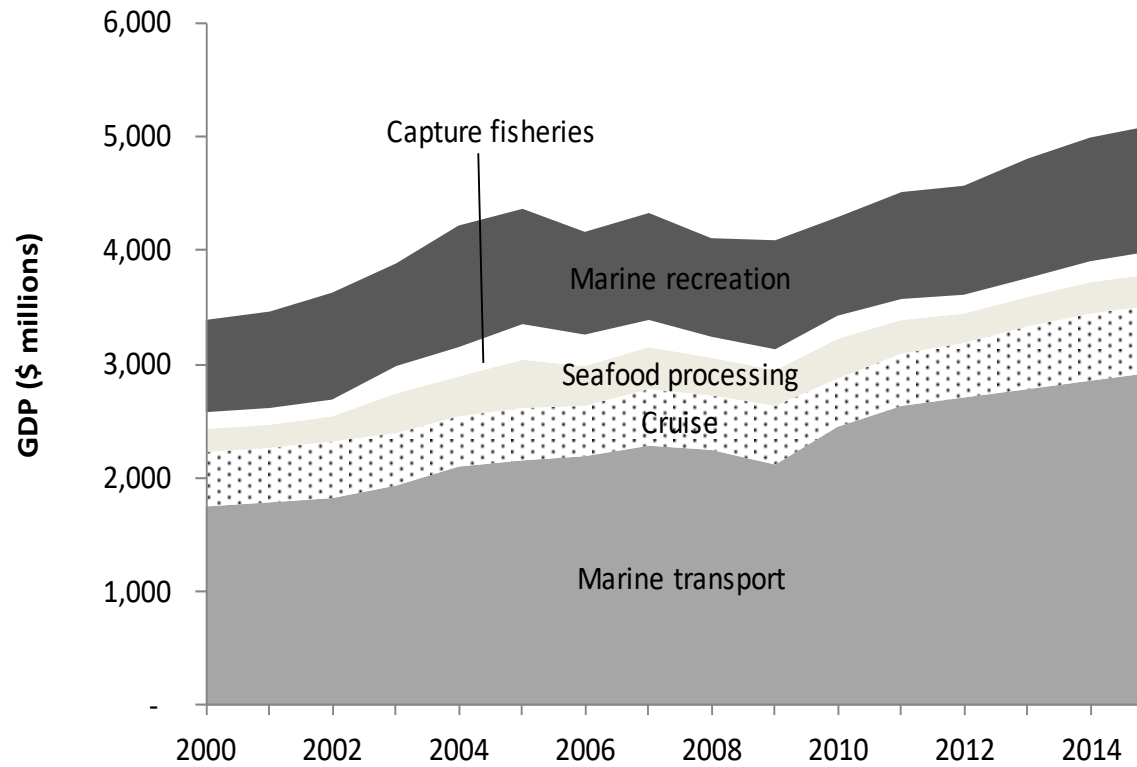 6,000
5,000
4,000
3,000
2,000
1,000
-
GDP ($ millions)
Capture fisheries
Marine recreation
Seafood processing
Cruise
Marine transport
2000 2002 2004 2006 2008 2010 2012 2014